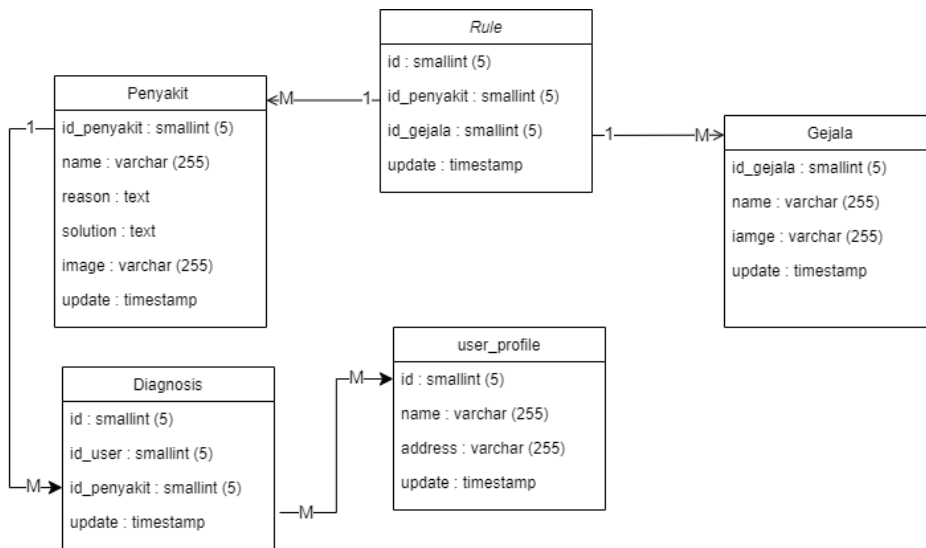 Rule
id : smallint (5)
id_penyakit : smallint (5)
id_gejala : smallint (5)
update : timestamp
M
1
Penyakit
id_penyakit : smallint (5)
name : varchar (255)
reason : text
solution : text
image : varchar (255)
update : timestamp
1
M
1
M
Gejala
id_gejala : smallint (5)
name : varchar (255)
iamge : varchar (255)
update : timestamp
user_profile
id : smallint (5)
name : varchar (255)
address : varchar (255)
update : timestamp
M
M
Diagnosis
id : smallint (5)
id_user : smallint (5)
id_penyakit : smallint (5)
update : timestamp